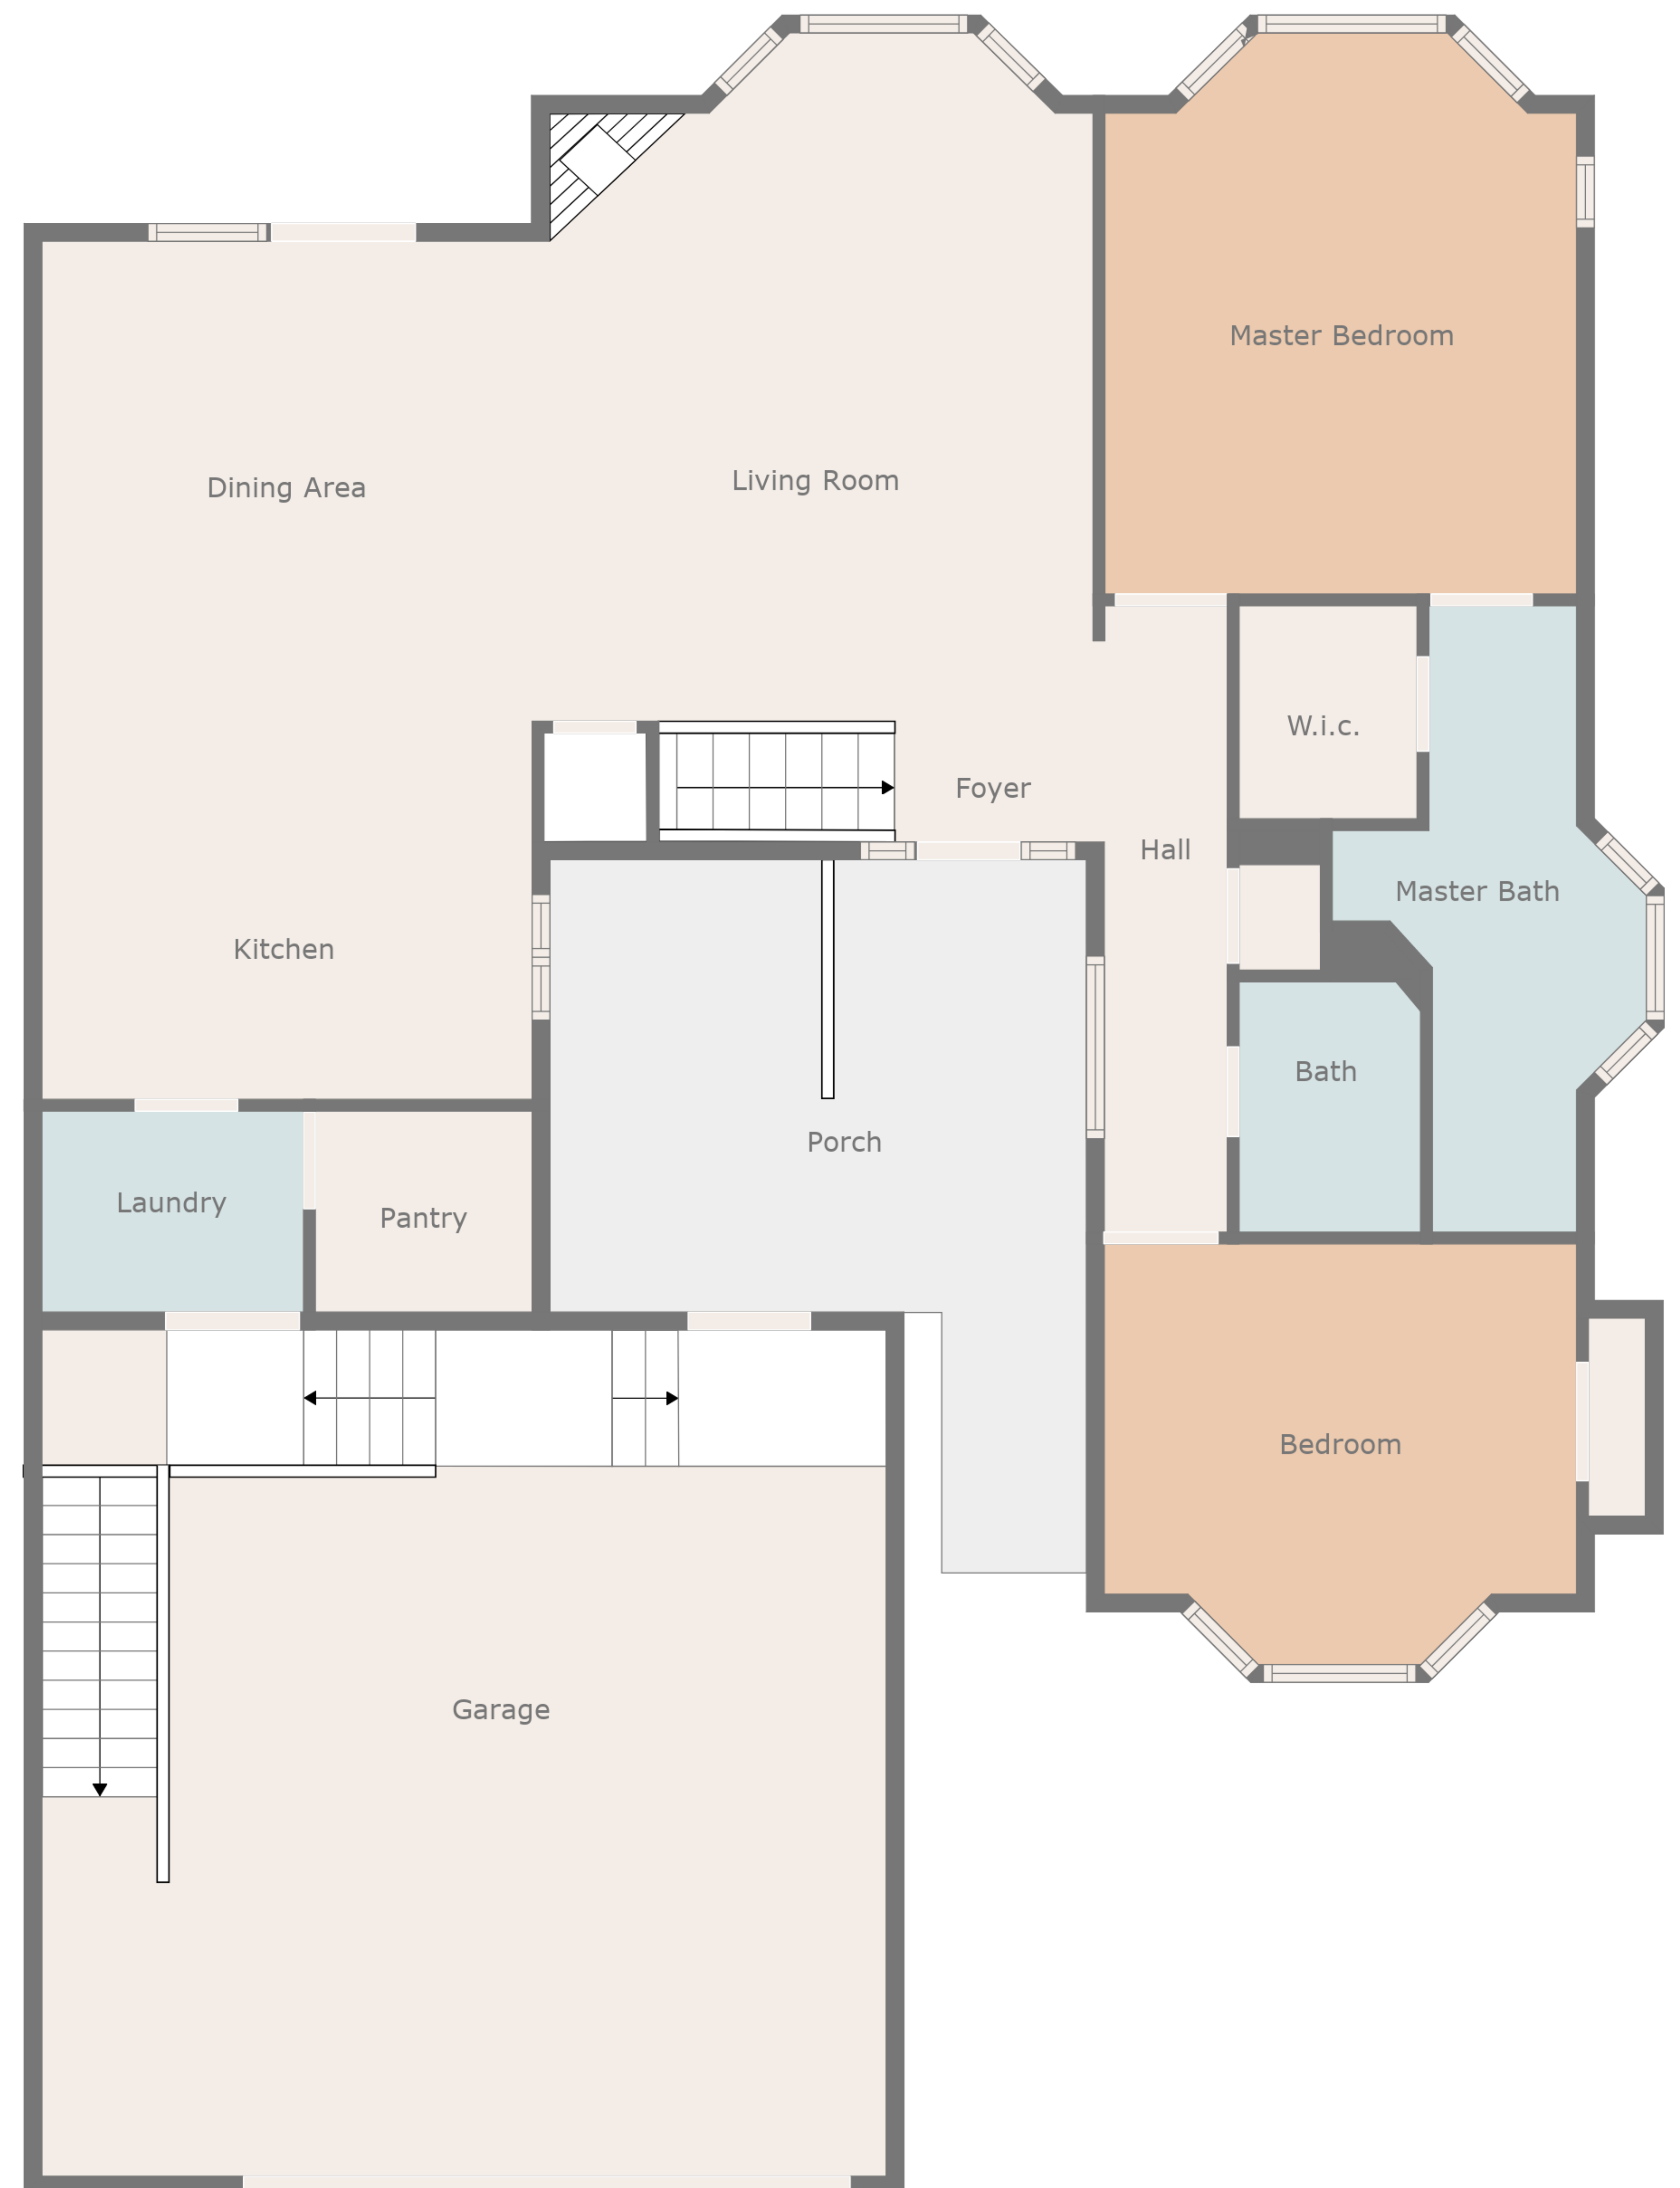 Master Bedroom
Dining Area
Living Room
W.i.c.
Foyer
Hall
Master Bath
Kitchen
Bath
Porch
Laundry
Pantry
Bedroom
Garage